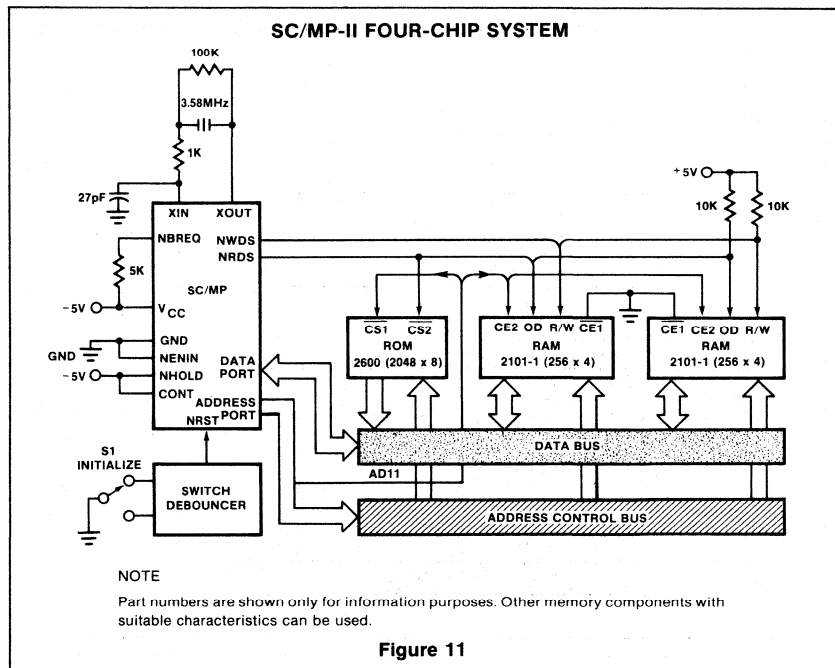 SC/MP-II FOUR-CHIP SYSTEM
100K
3.58MHz
1K
27pF
XIN XOUT
NBREQ
NWDS
NRDS
5K
SC/MP
-5V
VCC
GND
GND
NENIN
-5V
NHOLD
CONT
DATA
PORT
ADDRESS
PORT
NRST
S1
INITIALIZE
SWITCH
DEBOUNCER
+5V
10K
10K
CS1 CS2
ROM
2600 (2048 x 8)
CE2 OD R/W CE1
RAM
2101-1 (256 x 4)
CE1 CE2 OD R/W
RAM
2101-1 (256 x 4)
DATA BUS
AD11
ADDRESS CONTROL BUS
NOTE
Part numbers are shown only for information purposes. Other memory components with
suitable characteristics can be used.
Figure 11